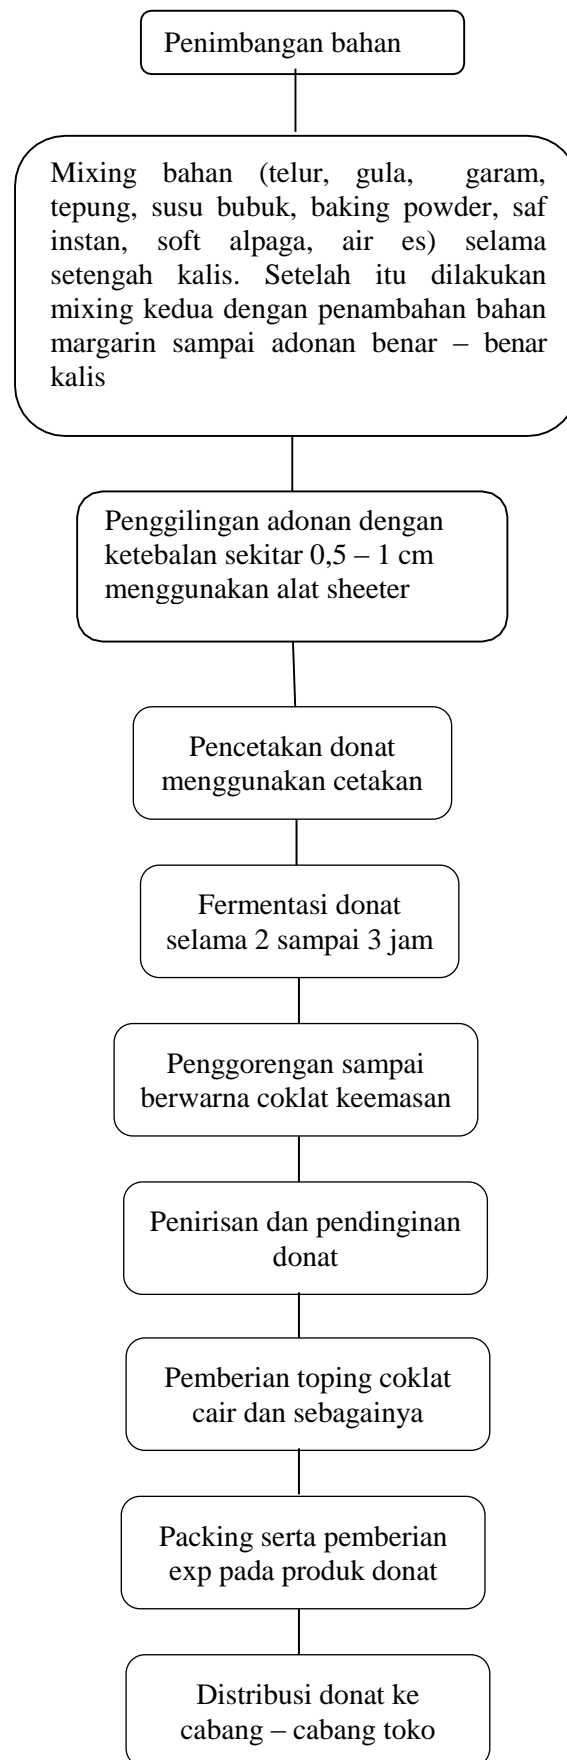 Penimbangan bahan
Mixing bahan (telur, gula, garam,
tepung, susu bubuk, baking powder, saf
instan, soft alpaga, air es) selama
setengah kalis. Setelah itu dilakukan
mixing kedua dengan penambahan bahan
margarin sampai adonan benar – benar
kalis
Penggilingan adonan dengan
ketebalan sekitar 0,5 – 1 cm
menggunakan alat sheeter
Pencetakan donat
menggunakan cetakan
Fermentasi donat
selama 2 sampai 3 jam
Penggorengan sampai
berwarna coklat keemasan
Penirisan dan pendinginan
donat
Pemberian toping coklat
cair dan sebagainya
Packing serta pemberian
exp pada produk donat
Distribusi donat ke
cabang – cabang toko